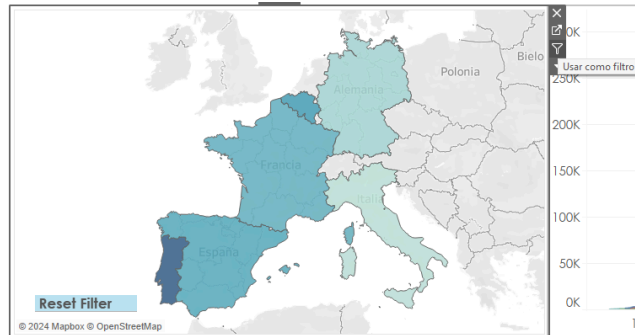 Polonia
Bielo
Usar como filtro
Alemania
Francia
Italia
España
Reset Filter
© 2024 Mapbox © OpenStreetMap
250K
200K
150K
100K
50K
0K